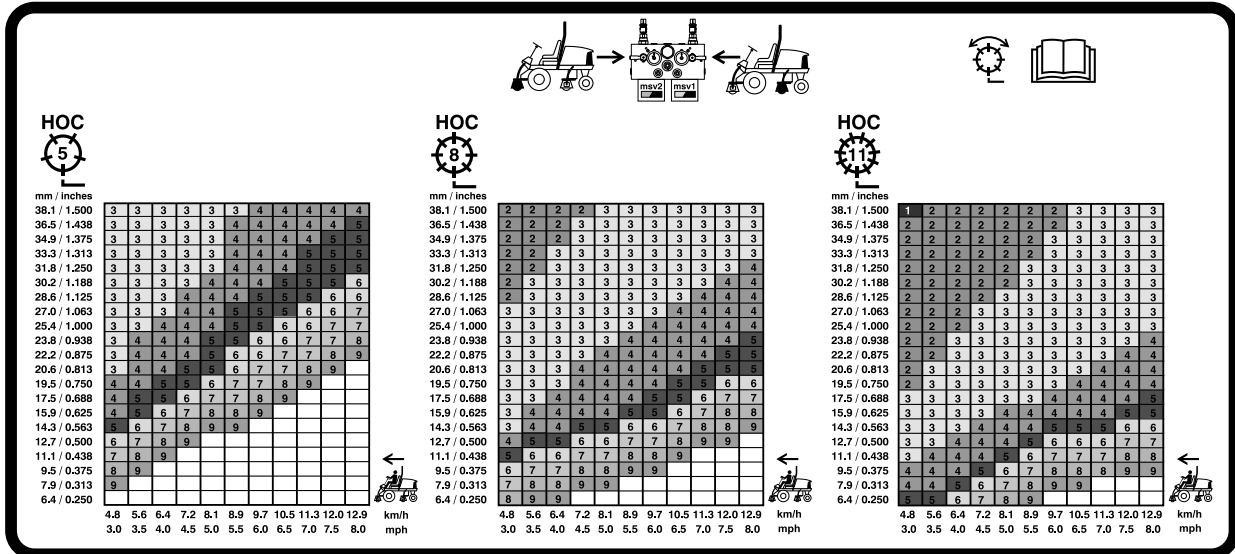 msv2 msv1
HOC
5
mm / inches
38.1 / 1.500 3 3 3 3 3 3 4 4 4 4 4
36.5 / 1.438 3 3 3 3 3 4 4 4 4 4 5
34.9 / 1.375 3 3 3 3 3 4 4 4 4 5 5
33.3 / 1.313 3 3 3 3 3 4 4 4 5 5 5
31.8 / 1.250 3 3 3 3 3 4 4 4 5 5 5
30.2 / 1.188 3 3 3 3 4 4 4 5 5 5 6
28.6 / 1.125 3 3 3 4 4 4 5 5 5 6 6
27.0 / 1.063 3 3 3 4 4 5 5 5 6 6 7
25.4 / 1.000 3 3 4 4 4 5 5 6 6 7 7
23.8 / 0.938 3 4 4 4 5 5 6 6 7 7 8
22.2 / 0.875 3 4 4 4 5 6 6 7 7 8 9
20.6 / 0.813 3 4 4 5 5 6 7 7 8 9
19.5 / 0.750 4 4 5 5 6 7 7 8 9
17.5 / 0.688 4 5 5 6 7 7 8 9
15.9 / 0.625 4 5 6 7 8 8 9
14.3 / 0.563 5 6 7 8 9 9
12.7 / 0.500 6 7 8 9
11.1 / 0.438 7 8 9
9.5 / 0.375 8 9
7.9 / 0.313 9
6.4 / 0.250
4.8 5.6 6.4 7.2 8.1 8.9 9.7 10.5 11.3 12.0 12.9 km/h
3.0 3.5 4.0 4.5 5.0 5.5 6.0 6.5 7.0 7.5 8.0 mph
HOC
8
mm / inches
38.1 / 1.500 2 2 2 2 3 3 3 3 3 3 3
36.5 / 1.438 2 2 2 3 3 3 3 3 3 3 3
34.9 / 1.375 2 2 2 3 3 3 3 3 3 3 3
33.3 / 1.313 2 2 3 3 3 3 3 3 3 3 3
31.8 / 1.250 2 2 3 3 3 3 3 3 3 3 4
30.2 / 1.188 2 3 3 3 3 3 3 3 3 4 4
28.6 / 1.125 2 3 3 3 3 3 3 3 4 4 4
27.0 / 1.063 3 3 3 3 3 3 3 4 4 4 4
25.4 / 1.000 3 3 3 3 3 3 4 4 4 4 4
23.8 / 0.938 3 3 3 3 3 4 4 4 4 4 5
22.2 / 0.875 3 3 3 3 4 4 4 4 4 5 5
20.6 / 0.813 3 3 3 4 4 4 4 4 5 5 5
19.5 / 0.750 3 3 3 4 4 4 4 5 5 6 6
17.5 / 0.688 3 3 4 4 4 4 5 5 6 6 7
15.9 / 0.625 3 4 4 4 4 5 5 6 7 7 8
14.3 / 0.563 3 4 4 5 5 6 6 7 8 8 9
12.7 / 0.500 4 5 5 6 6 7 8 8 9 9
11.1 / 0.438 5 6 6 7 7 8 8 9
9.5 / 0.375 6 7 7 8 8 9 9
7.9 / 0.313 7 7 8 9 9
6.4 / 0.250 8 9 9
4.8 5.6 6.4 7.2 8.1 8.9 9.7 10.5 11.3 12.0 12.9 km/h
3.0 3.5 4.0 4.5 5.0 5.5 6.0 6.5 7.0 7.5 8.0 mph
HOC
11
mm / inches
38.1 / 1.500 1 2 2 2 2 2 2 3 3 3 3
36.5 / 1.438 2 2 2 2 2 2 2 3 3 3 3
34.9 / 1.375 2 2 2 2 2 2 3 3 3 3 3
33.3 / 1.313 2 2 2 2 2 2 3 3 3 3 3
31.8 / 1.250 2 2 2 2 2 3 3 3 3 3 3
30.2 / 1.188 2 2 2 2 2 3 3 3 3 3 3
28.6 / 1.125 2 2 2 2 3 3 3 3 3 3 3
27.0 / 1.063 2 2 2 3 3 3 3 3 3 3 3
25.4 / 1.000 2 2 2 3 3 3 3 3 3 3 3
23.8 / 0.938 2 2 3 3 3 3 3 3 3 3 4
22.2 / 0.875 2 2 3 3 3 3 3 3 3 4 4
20.6 / 0.813 2 3 3 3 3 3 3 3 4 4 4
19.5 / 0.750 2 3 3 3 3 3 3 4 4 4 4
17.5 / 0.688 3 3 3 3 3 3 4 4 4 4 5
15.9 / 0.625 3 3 3 3 4 4 4 4 4 5 5
14.3 / 0.563 3 3 3 4 4 4 5 5 5 6 6
12.7 / 0.500 3 3 4 4 4 5 6 6 6 7 7
11.1 / 0.438 3 4 4 4 5 6 6 7 7 8 8
9.5 / 0.375 4 4 4 5 6 7 7 8 8 9 9
7.9 / 0.313 4 4 5 6 7 8 9 9
6.4 / 0.250 5 5 6 7 8 9
4.8 5.6 6.4 7.2 8.1 8.9 9.7 10.5 11.3 12.0 12.9 km/h
3.0 3.5 4.0 4.5 5.0 5.5 6.0 6.5 7.0 7.5 8.0 mph